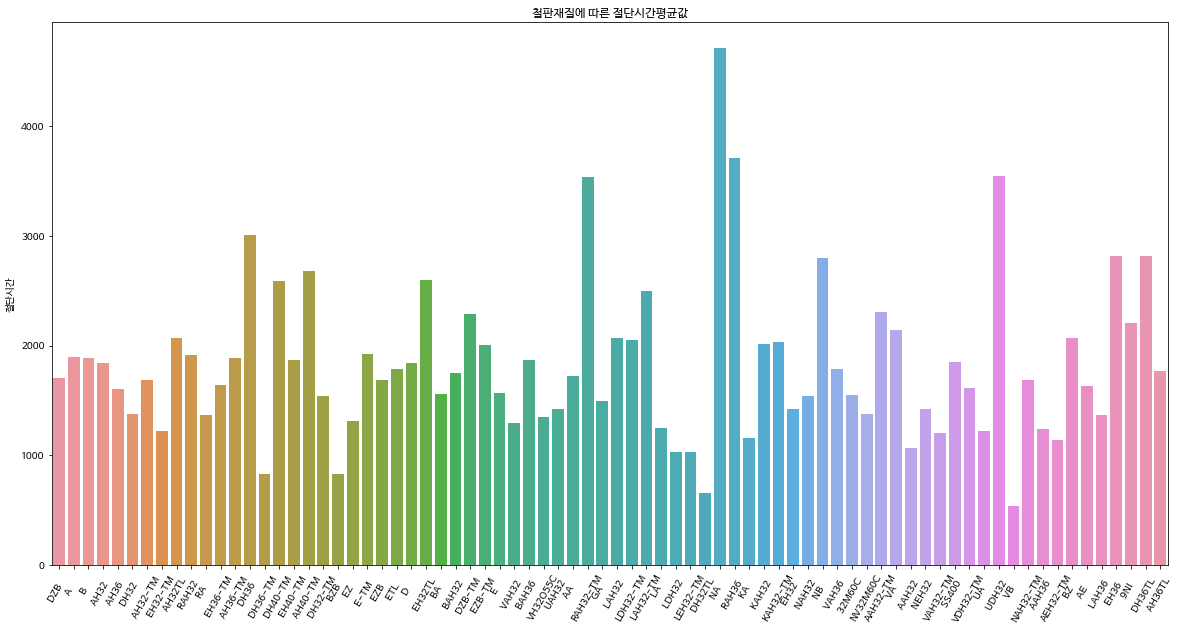 철판재질에 따른 절단시간평균값
절단시간
4000
3000
2000
1000
0
DZB
A
B
AH32
AH36
DH32
AH32-TM
EH32-TM
AH32TL
RAH32
RA
EH36-TM
AH36-TM
DH36
DH36-TM
DH40-TM
EH40-TM
AH40-TM
DH32-TM
BZB
EZ
E-TM
EZB
ETL
D
EH32TL
BA
BAH32
DZB-TM
EZB-TM
E
VAH32
BAH36
VH32O55C
UAH32
AA
RAH32-TM
GA
LAH32
LDH32-TM
LAH32-TM
LA
LDH32
LEH32-TM
DH32TL
NA
RAH36
KA
KAH32
KAH32-TM
EH32
NAH32
NB
VAH36
32M60C
NV32M60C
AAH32-TM
VA
AAH32
NEH32
VAH32-TM
SS400
VDH32-TM
UA
UDH32
VB
NAH32-TM
AAH36
AEH32-TM
BZ
AE
LAH36
EH36
9NI
DH36TL
AH36TL